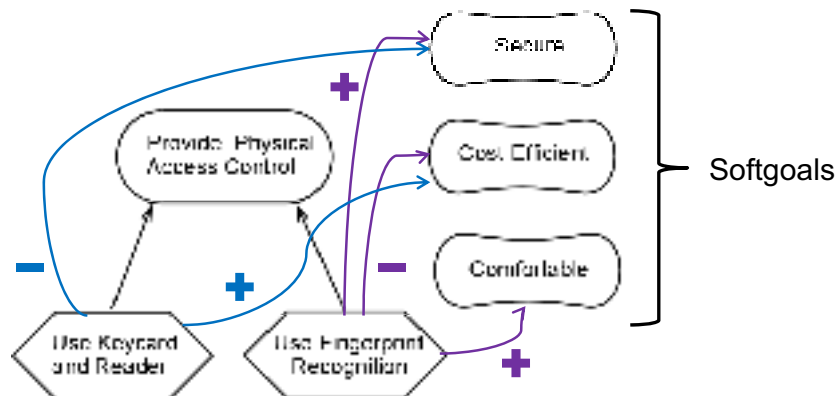 Secure
Provide Physical
Access Control
Cost Efficient
Softgoals
Comfortable
Use Keycard
and Reader
Use Fingerprint
Recognition
+
+
+
−
−